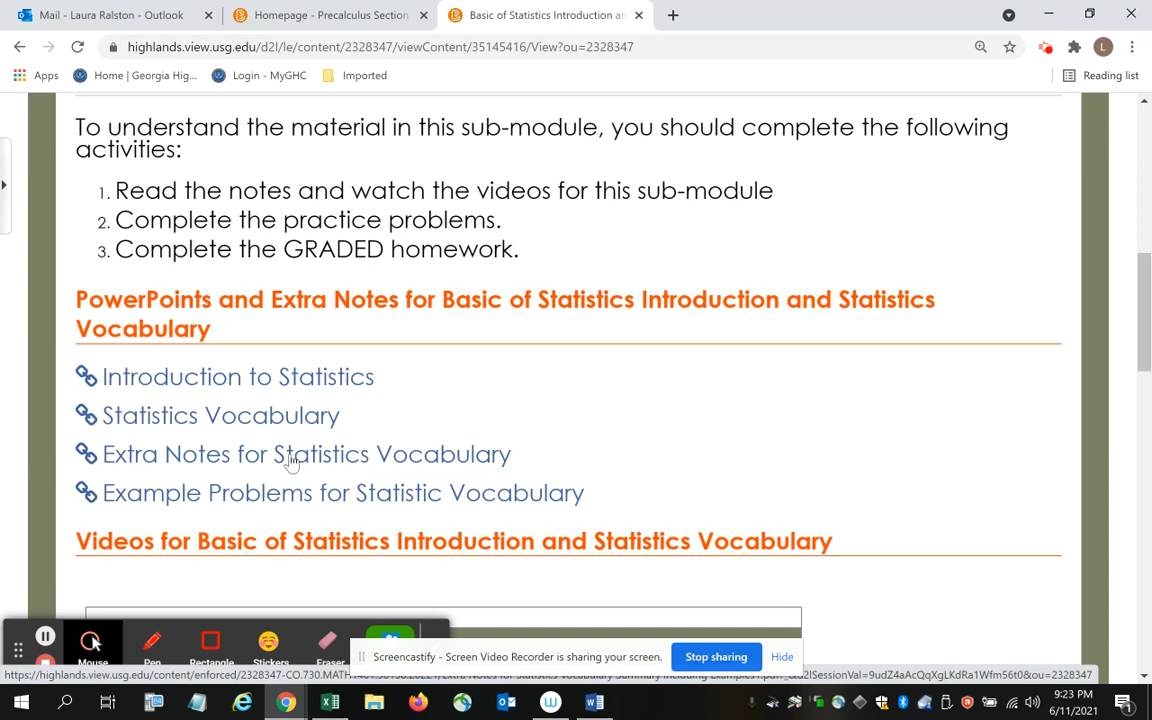 Mail - Laura Ralston - Outlook
Homepage - Precalculus Section
Basic of Statistics Introduction an
highlands.view.usg.edu/d2l/le/content/2328347/viewContent/35145416/View?ou=2328347
L
Apps
Home | Georgia Hig...
Login - MyGHC
Imported
Reading list
To understand the material in this sub-module, you should complete the following
activities:
1. Read the notes and watch the videos for this sub-module
2. Complete the practice problems.
3. Complete the GRADED homework.
PowerPoints and Extra Notes for Basic of Statistics Introduction and Statistics
Vocabulary
Introduction to Statistics
Statistics Vocabulary
Extra Notes for Statistics Vocabulary
Example Problems for Statistic Vocabulary
Videos for Basic of Statistics Introduction and Statistics Vocabulary
Mouse
Pen
Rectangle
Stickers
Eraser
Screencastify - Screen Video Recorder is sharing your screen.
Stop sharing
Hide
9:23 PM
6/11/2021